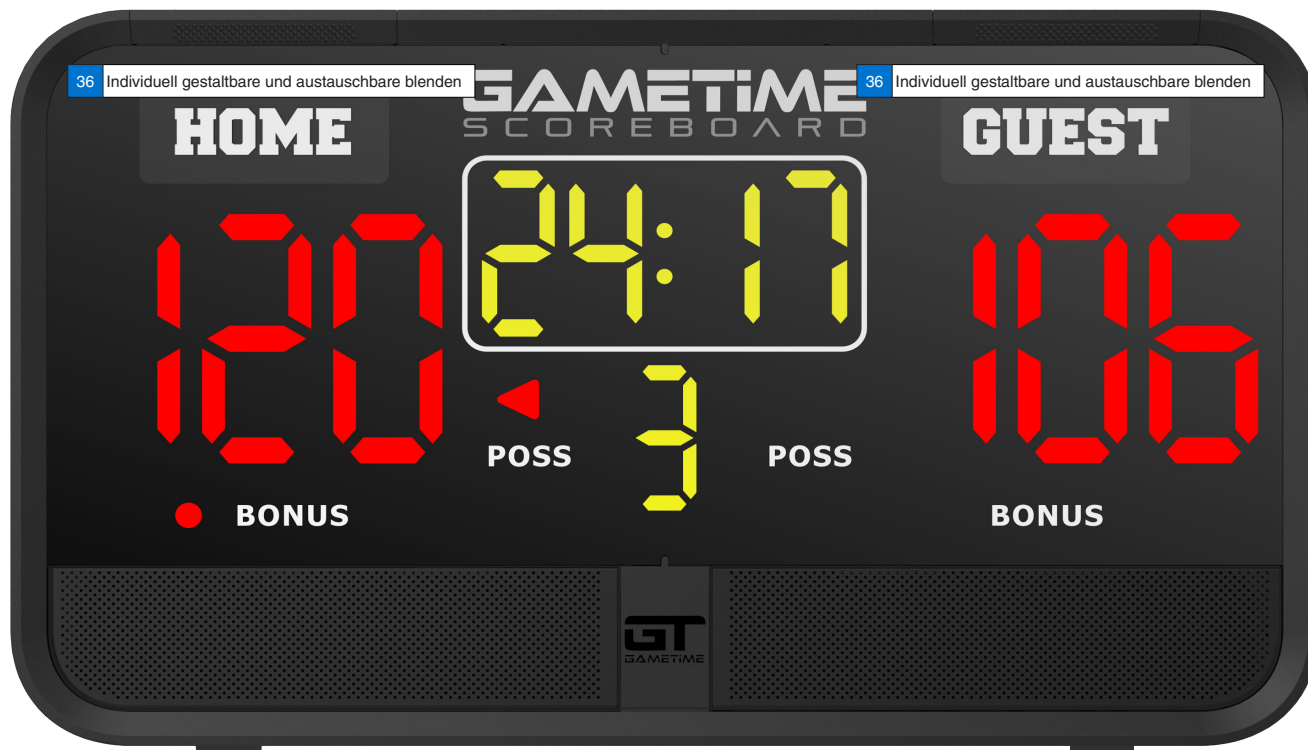 36 Individuell gestaltbare und austauschbare blenden
36 Individuell gestaltbare und austauschbare blenden
GAMETiME
SCOREBOARD
HOME
GUEST
24:17
120
106
3
POSS
POSS
BONUS
BONUS
GT
GAMETiME